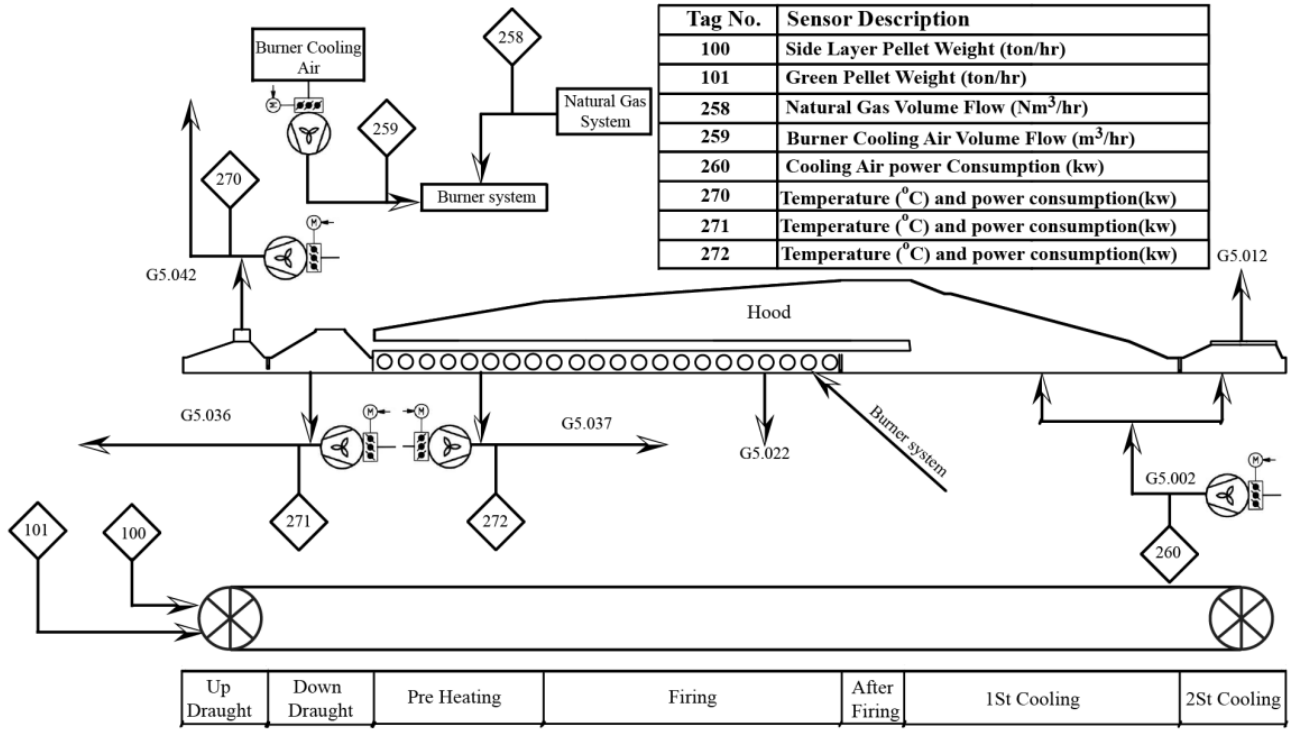 Tag No. Sensor Description
100 Side Layer Pellet Weight (ton/hr)
101 Green Pellet Weight (ton/hr)
258 Natural Gas Volume Flow (Nm³/hr)
259 Burner Cooling Air Volume Flow (m³/hr)
260 Cooling Air power Consumption (kw)
270 Temperature (°C) and power consumption(kw)
271 Temperature (°C) and power consumption(kw)
272 Temperature (°C) and power consumption(kw)
Burner Cooling
Air
258
Natural Gas
System
259
M
270
Burner system
M
G5.042
G5.012
Hood
G5.036
M
M
G5.037
G5.022
Burner system
M
G5.002
271
272
101
100
260
Up
Draught
Down
Draught
Pre Heating
Firing
After
Firing
1St Cooling
2St Cooling